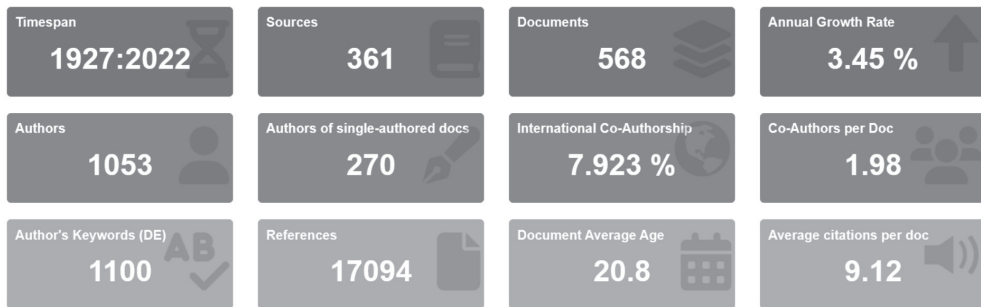 Timespan
1927:2022
Sources
361
Documents
568
Annual Growth Rate
3.45 %
Authors
1053
Authors of single-authored docs
270
International Co-Authorship
7.923 %
Co-Authors per Doc
1.98
Author's Keywords (DE)
AB
1100
References
17094
Document Average Age
20.8
Average citations per doc
9.12